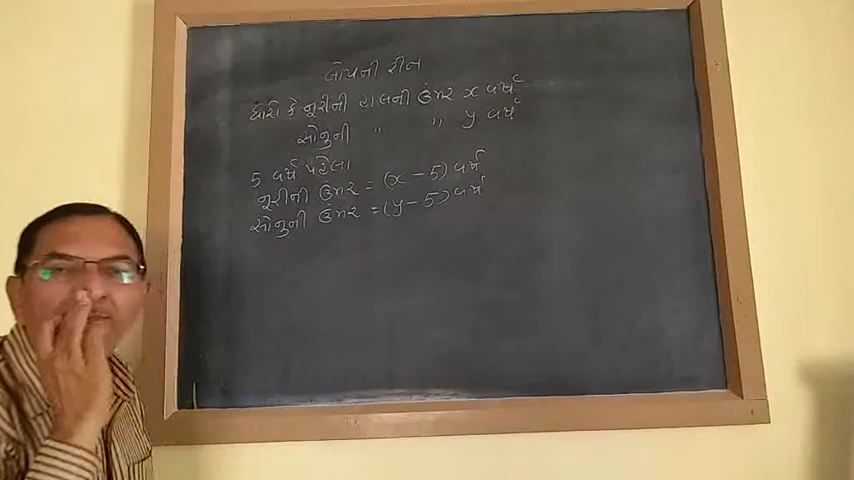 લોપની રીત
ધારો કે નૂરીની હાલની ઉંમર x વર્ષ
સોનુની " " y વર્ષ
5 વર્ષ પહેલા
નૂરીની ઉંમર = (x - 5) વર્ષ
સોનુની ઉંમર = (y - 5) વર્ષ